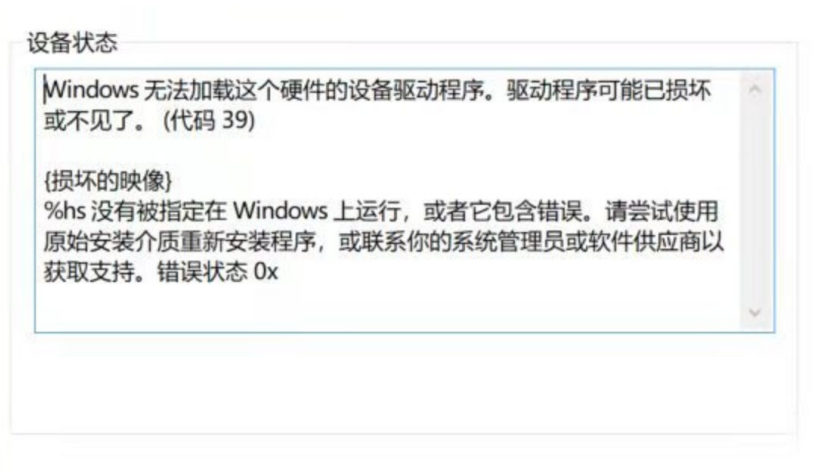 设备状态
Windows 无法加载这个硬件的设备驱动程序。驱动程序可能已损坏
或不见了。 (代码 39)
{损坏的映像}
%hs 没有被指定在 Windows 上运行，或者它包含错误。请尝试使用
原始安装介质重新安装程序，或联系你的系统管理员或软件供应商以
获取支持。错误状态 0x